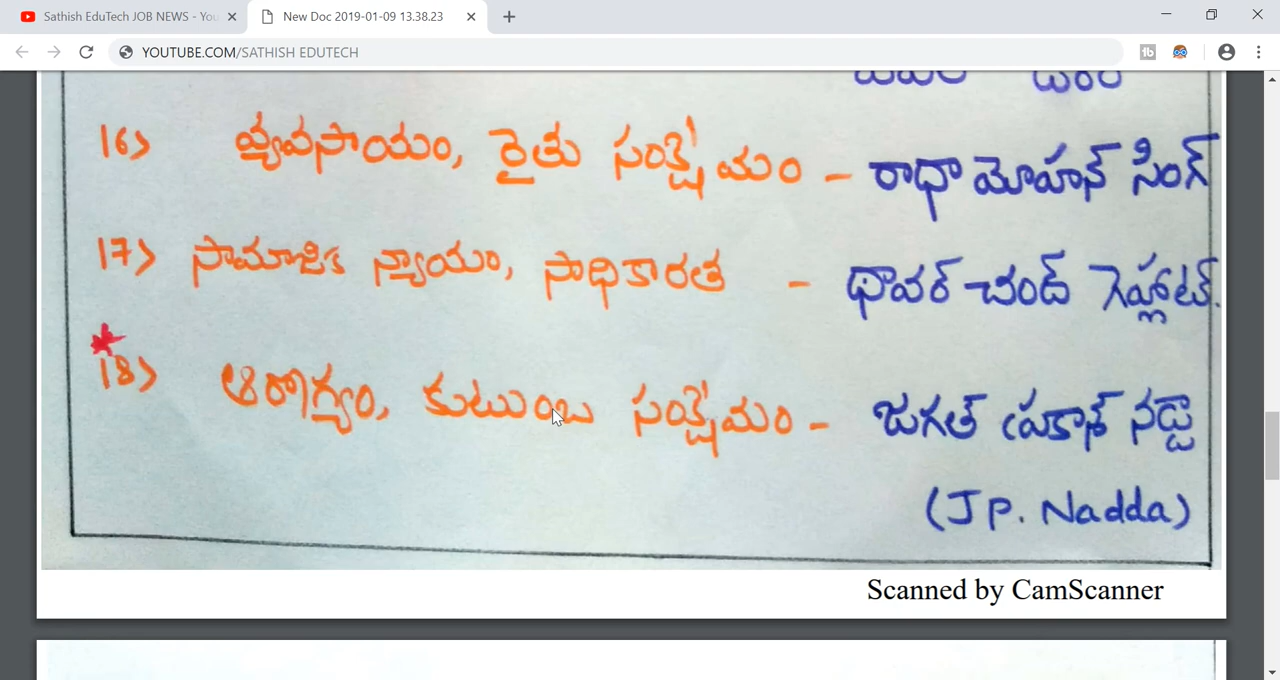 Sathish EduTech JOB NEWS - You
New Doc 2019-01-09 13.38.23
YOUTUBE.COM/SATHISH EDUTECH
16> వ్యవసాయం, రైతు సంక్షేమం - రాధా మోహన్ సింగ్
17> సామాజిక న్యాయం, సాధికారత - థావర్ చంద్ గెహ్లాట్.
18> ఆరోగ్యం, కుటుంబ సంక్షేమం - జగత్ ప్రకాశ్ నడ్డా
(J P. Nadda)
Scanned by CamScanner